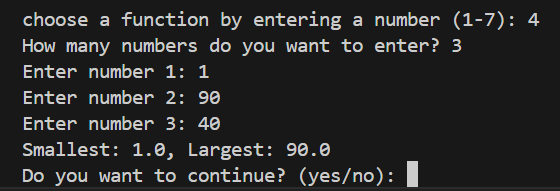 choose a function by entering a number (1-7): 4
How many numbers do you want to enter? 3
Enter number 1: 1
Enter number 2: 90
Enter number 3: 40
Smallest: 1.0, Largest: 90.0
Do you want to continue? (yes/no):